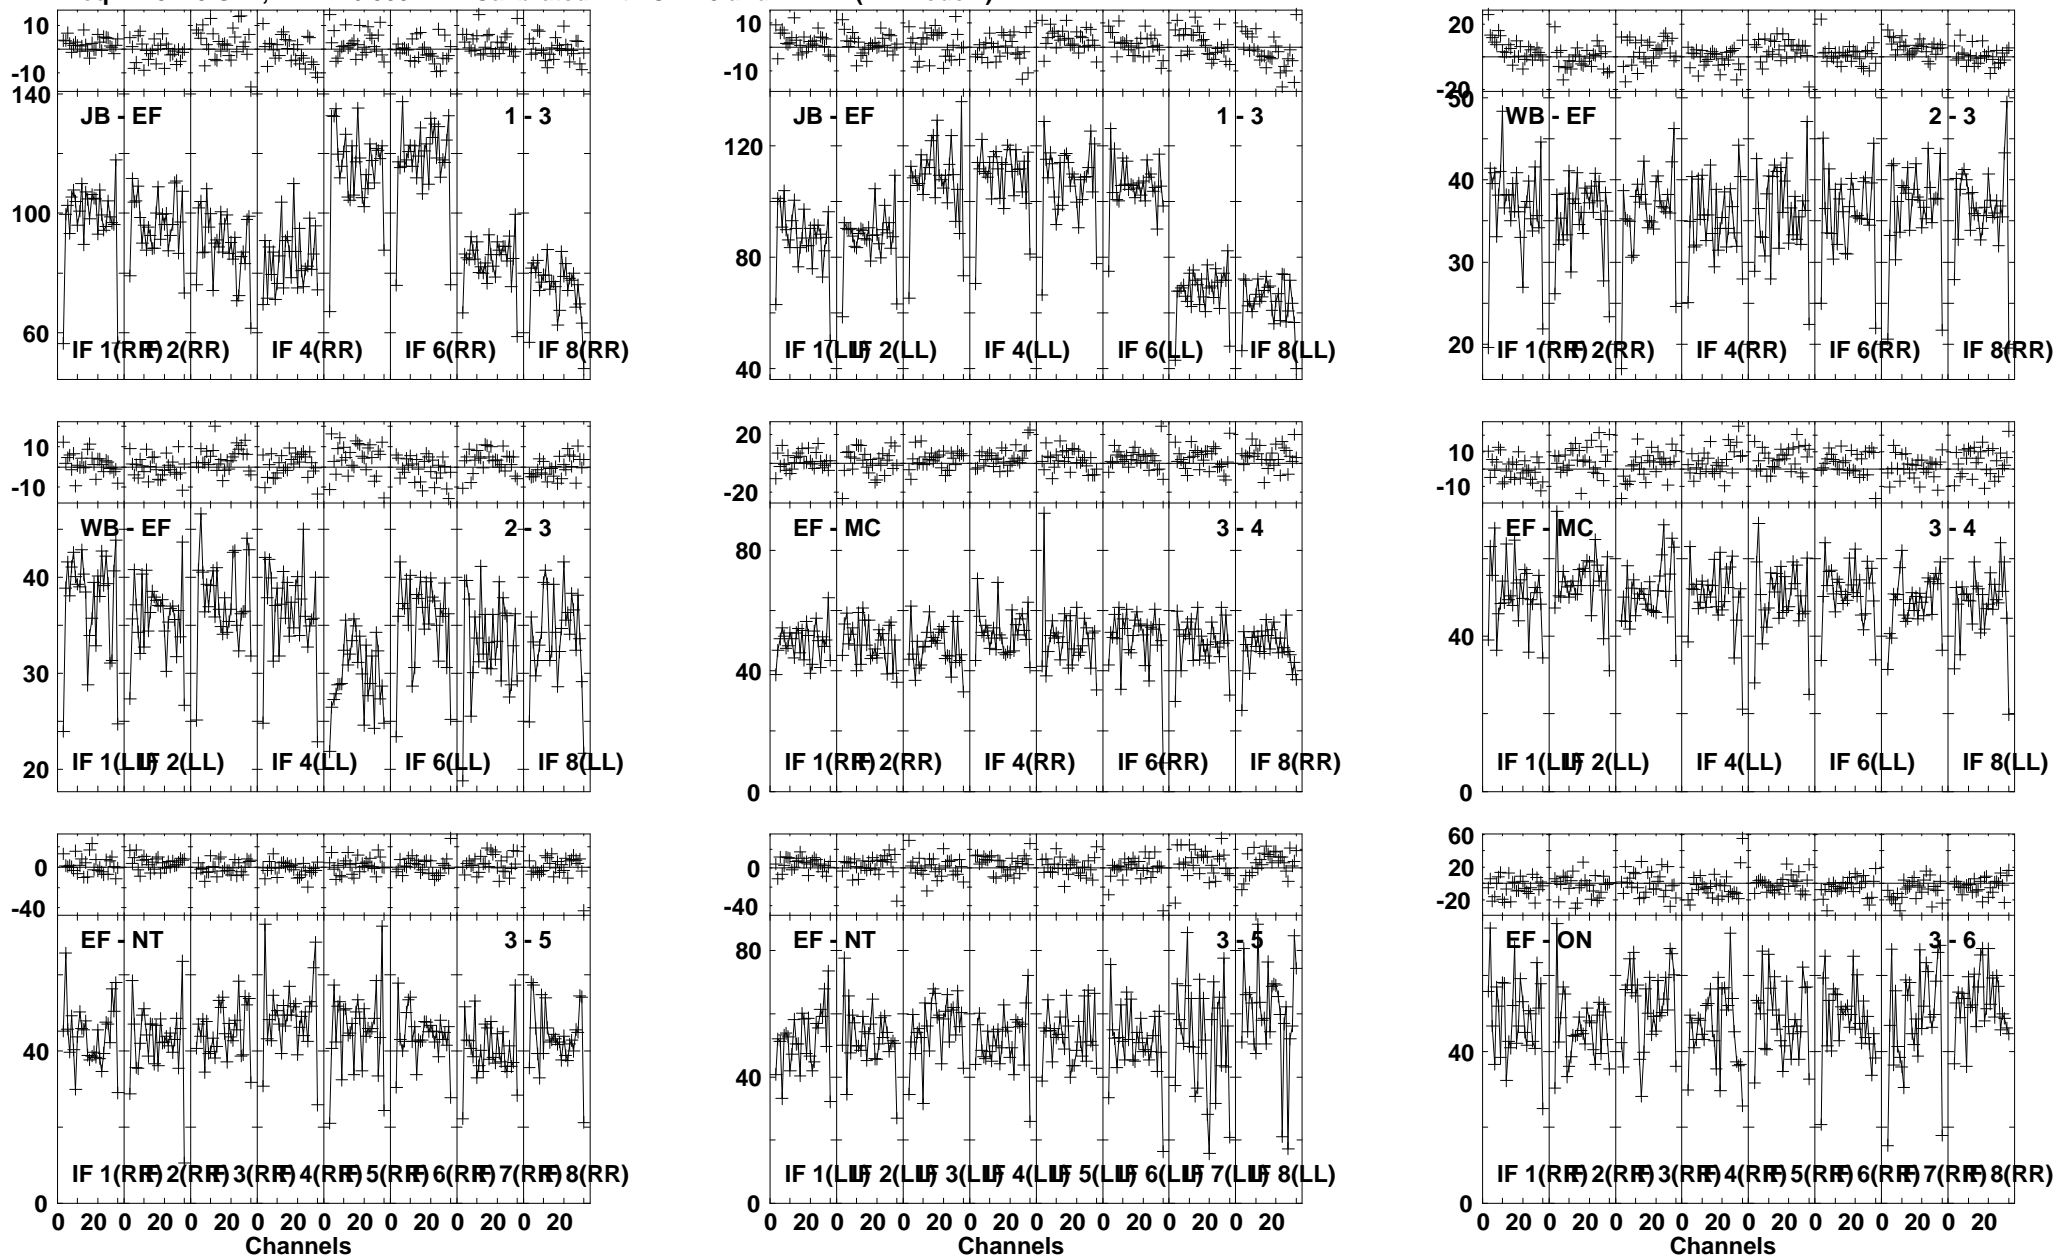 10 10 20
-10 -10 -20
140 50
JB - EF 1 - 3 JB - EF 1 - 3 WB - EF 2 - 3
120 40
100
80 30
60 20
IF 1(RR) IF 2(RR) IF 4(RR) IF 6(RR) IF 8(RR) IF 1(LL) IF 2(LL) IF 4(LL) IF 6(LL) IF 8(LL) IF 1(RR) IF 2(RR) IF 4(RR) IF 6(RR) IF 8(RR)
40
10 20 10
-10 -20 -10
WB - EF 2 - 3 EF - MC 3 - 4 EF - MC 3 - 4
40 80
30 40 40
20
IF 1(LL) IF 2(LL) IF 4(LL) IF 6(LL) IF 8(LL) IF 1(RR) IF 2(RR) IF 4(RR) IF 6(RR) IF 8(RR) IF 1(LL) IF 2(LL) IF 4(LL) IF 6(LL) IF 8(LL)
0 0
60
0 0 20
-40 -40 -20
EF - NT 3 - 5 EF - NT 3 - 5 EF - ON 3 - 6
80
40 40 40
IF 1(RR) IF 2(RR) IF 3(RR) IF 4(RR) IF 5(RR) IF 6(RR) IF 7(RR) IF 8(RR) IF 1(LL) IF 2(LL) IF 3(LL) IF 4(LL) IF 5(LL) IF 6(LL) IF 7(LL) IF 8(LL) IF 1(RR) IF 2(RR) IF 3(RR) IF 4(RR) IF 5(RR) IF 6(RR) IF 7(RR) IF 8(RR)
0 0 0
0 20 0 20 0 20 0 20 0 20 0 20 0 20 0 20 0 20 0 20 0 20 0 20 0 20 0 20 0 20 0 20 0 20 0 20 0 20 0 20 0 20 0 20 0 20 0 20
Channels Channels Channels